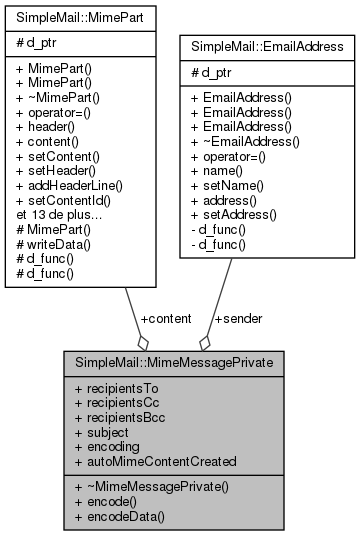 SimpleMail::MimePart
# d_ptr
+ MimePart()
+ MimePart()
+ ~MimePart()
+ operator=()
+ header()
+ content()
+ setContent()
+ setHeader()
+ addHeaderLine()
+ setContentId()
et 13 de plus...
# MimePart()
# writeData()
# d_func()
# d_func()
SimpleMail::EmailAddress
# d_ptr
+ EmailAddress()
+ EmailAddress()
+ EmailAddress()
+ ~EmailAddress()
+ operator=()
+ name()
+ setName()
+ address()
+ setAddress()
- d_func()
- d_func()
+content
+sender
SimpleMail::MimeMessagePrivate
+ recipientsTo
+ recipientsCc
+ recipientsBcc
+ subject
+ encoding
+ autoMimeContentCreated
+ ~MimeMessagePrivate()
+ encode()
+ encodeData()